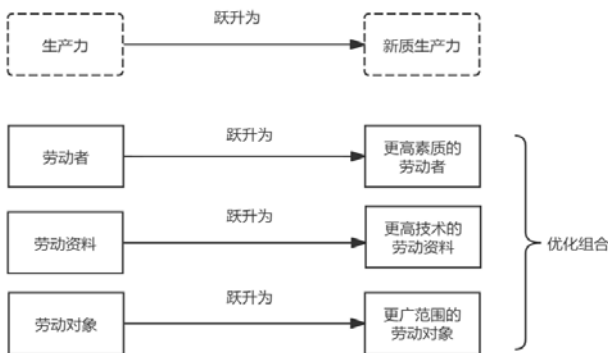 跃升为
生产力
新质生产力
跃升为
劳动者
更高素质的
劳动者
跃升为
劳动资料
更高技术的
劳动资料
优化组合
跃升为
劳动对象
更广范围的
劳动对象